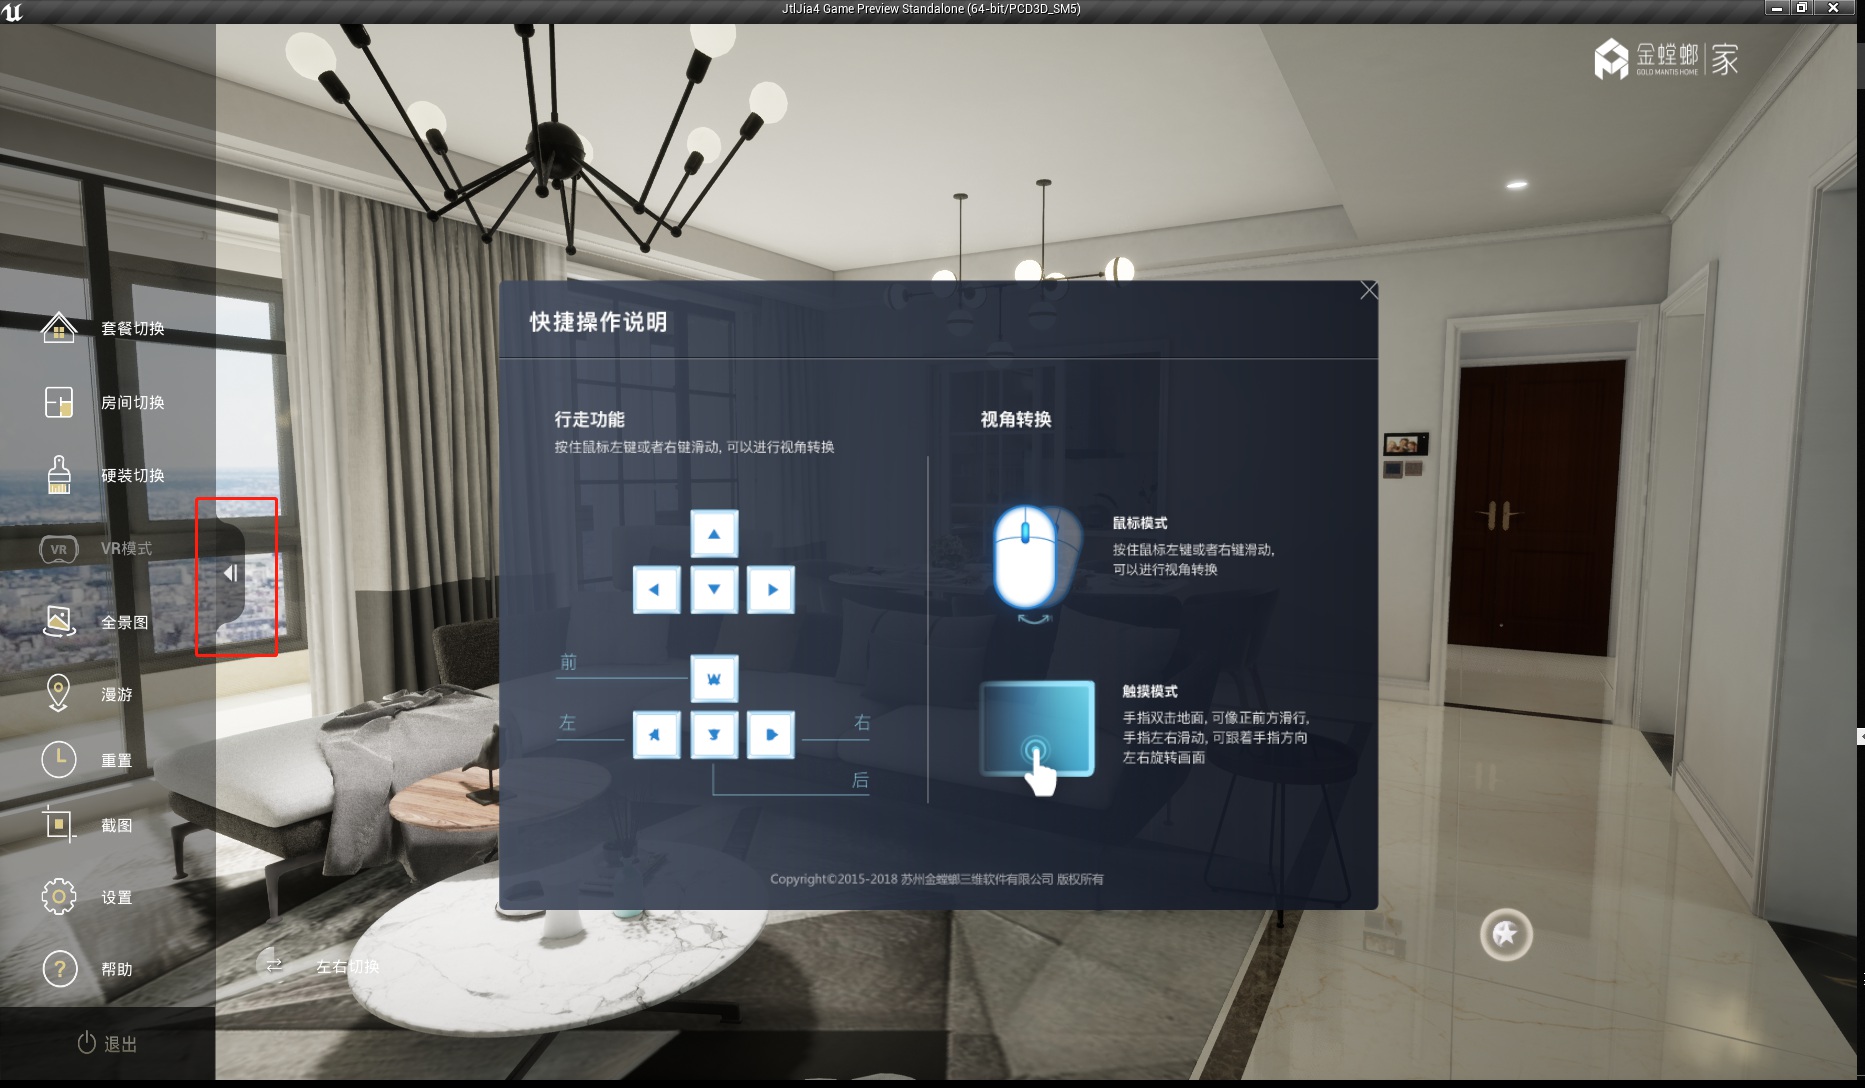 JtlJia4 Game Preview Standalone (64-bit/PCD3D_SM5)
金螳螂 家
GOLD MANTIS HOME
套餐切换
房间切换
硬装切换
VR
VR模式
全景图
漫游
重置
截图
设置
?
帮助
退出
左右切换
快捷操作说明
行走功能
按住鼠标左键或者右键滑动, 可以进行视角转换
前
W
左
A
S
D
右
后
视角转换
鼠标模式
按住鼠标左键或者右键滑动,
可以进行视角转换
触摸模式
手指双击地面, 可像正前方滑行,
手指左右滑动, 可跟着手指方向
左右旋转画面
Copyright©2015-2018 苏州金螳螂三维软件有限公司 版权所有